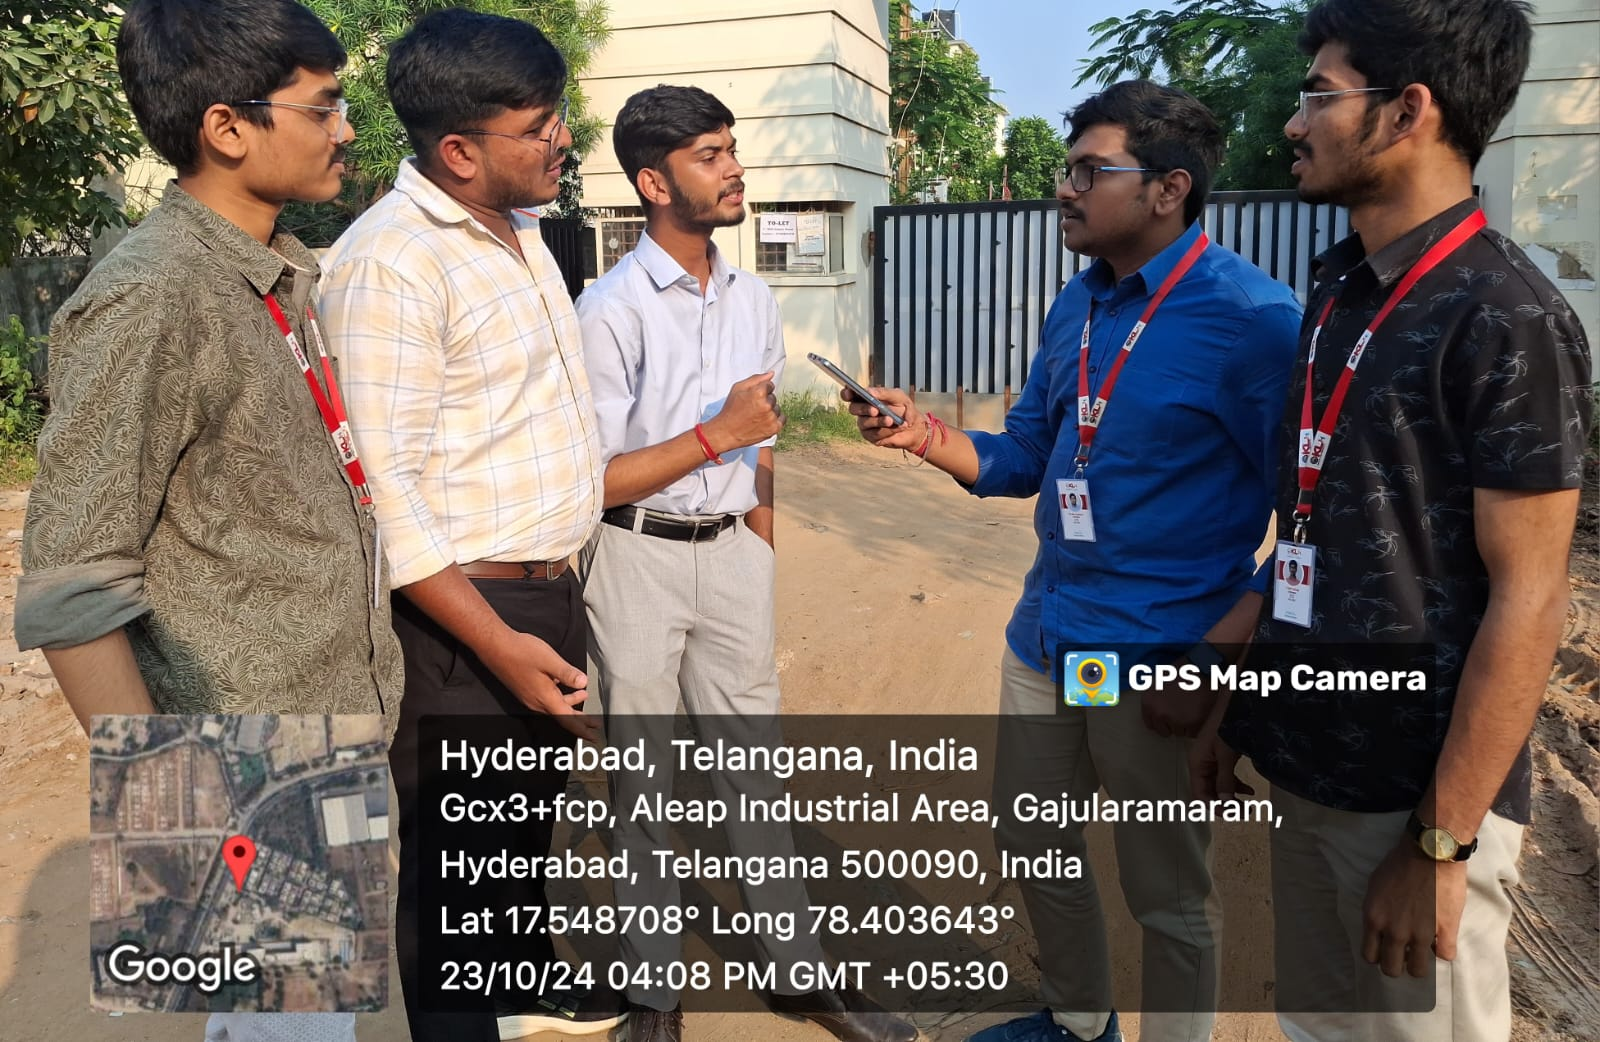 TO-LET
GPS Map Camera
Hyderabad, Telangana, India
Gcx3+fcp, Aleap Industrial Area, Gajularamaram,
Hyderabad, Telangana 500090, India
Lat 17.548708° Long 78.403643°
23/10/24 04:08 PM GMT +05:30
Google